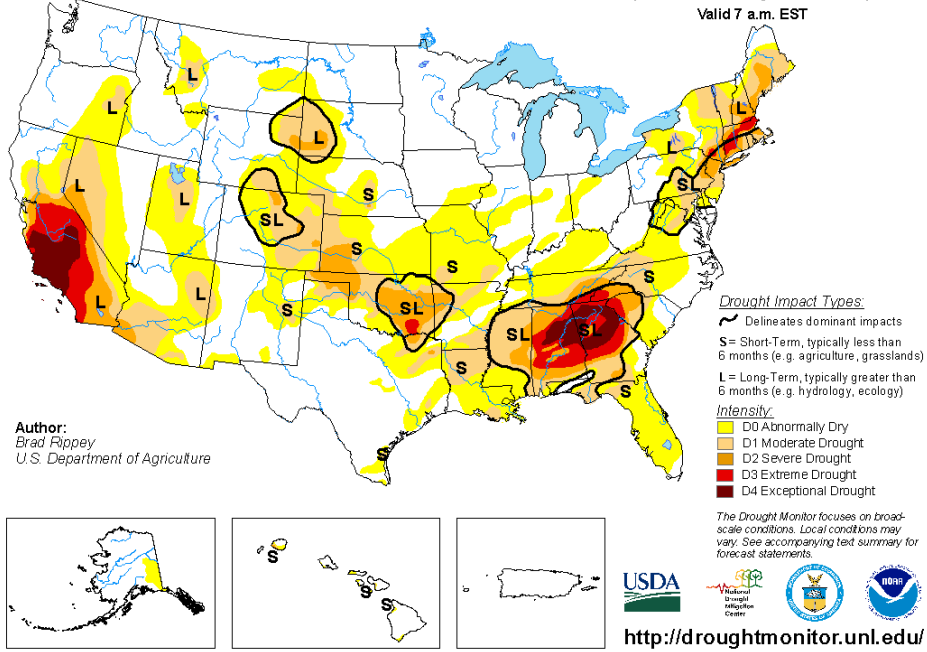 Valid 7 a.m. EST
L
L
L
L
SL
S
L
L
SL
L
L
S
S
S
SL
SL
SL
S
L
S
S
S
Drought Impact Types:
Delineates dominant impacts
S = Short-Term, typically less than
6 months (e.g. agriculture, grasslands)
L = Long-Term, typically greater than
6 months (e.g. hydrology, ecology)
Intensity:
D0 Abnormally Dry
D1 Moderate Drought
D2 Severe Drought
D3 Extreme Drought
D4 Exceptional Drought
Author:
Brad Rippey
U.S. Department of Agriculture
The Drought Monitor focuses on broad-
scale conditions. Local conditions may
vary. See accompanying text summary for
forecast statements.
S
S
S
USDA
National
Drought
Mitigation
Center
NOAA
http://droughtmonitor.unl.edu/